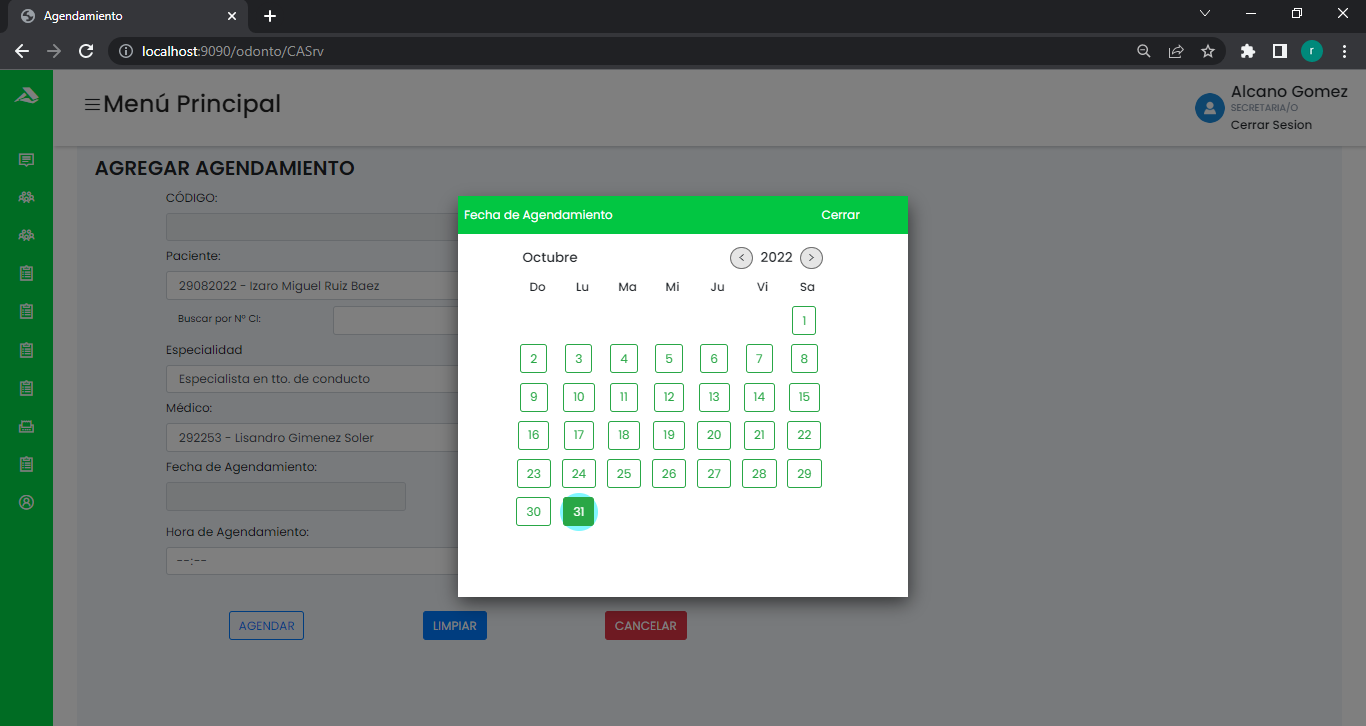 Agendamiento
localhost:9090/odonto/CASrv
r
Menú Principal
Alcano Gomez
SECRETARIA/O
Cerrar Sesion
AGREGAR AGENDAMIENTO
CÓDIGO:
Paciente:
29082022 - Izaro Miguel Ruiz Baez
Buscar por Nº CI:
Especialidad
Especialista en tto. de conducto
Médico:
292253 - Lisandro Gimenez Soler
Fecha de Agendamiento:
Hora de Agendamiento:
--:--
AGENDAR LIMPIAR CANCELAR
Fecha de Agendamiento Cerrar
Octubre < 2022 >
Do Lu Ma Mi Ju Vi Sa
1
2 3 4 5 6 7 8
9 10 11 12 13 14 15
16 17 18 19 20 21 22
23 24 25 26 27 28 29
30 31